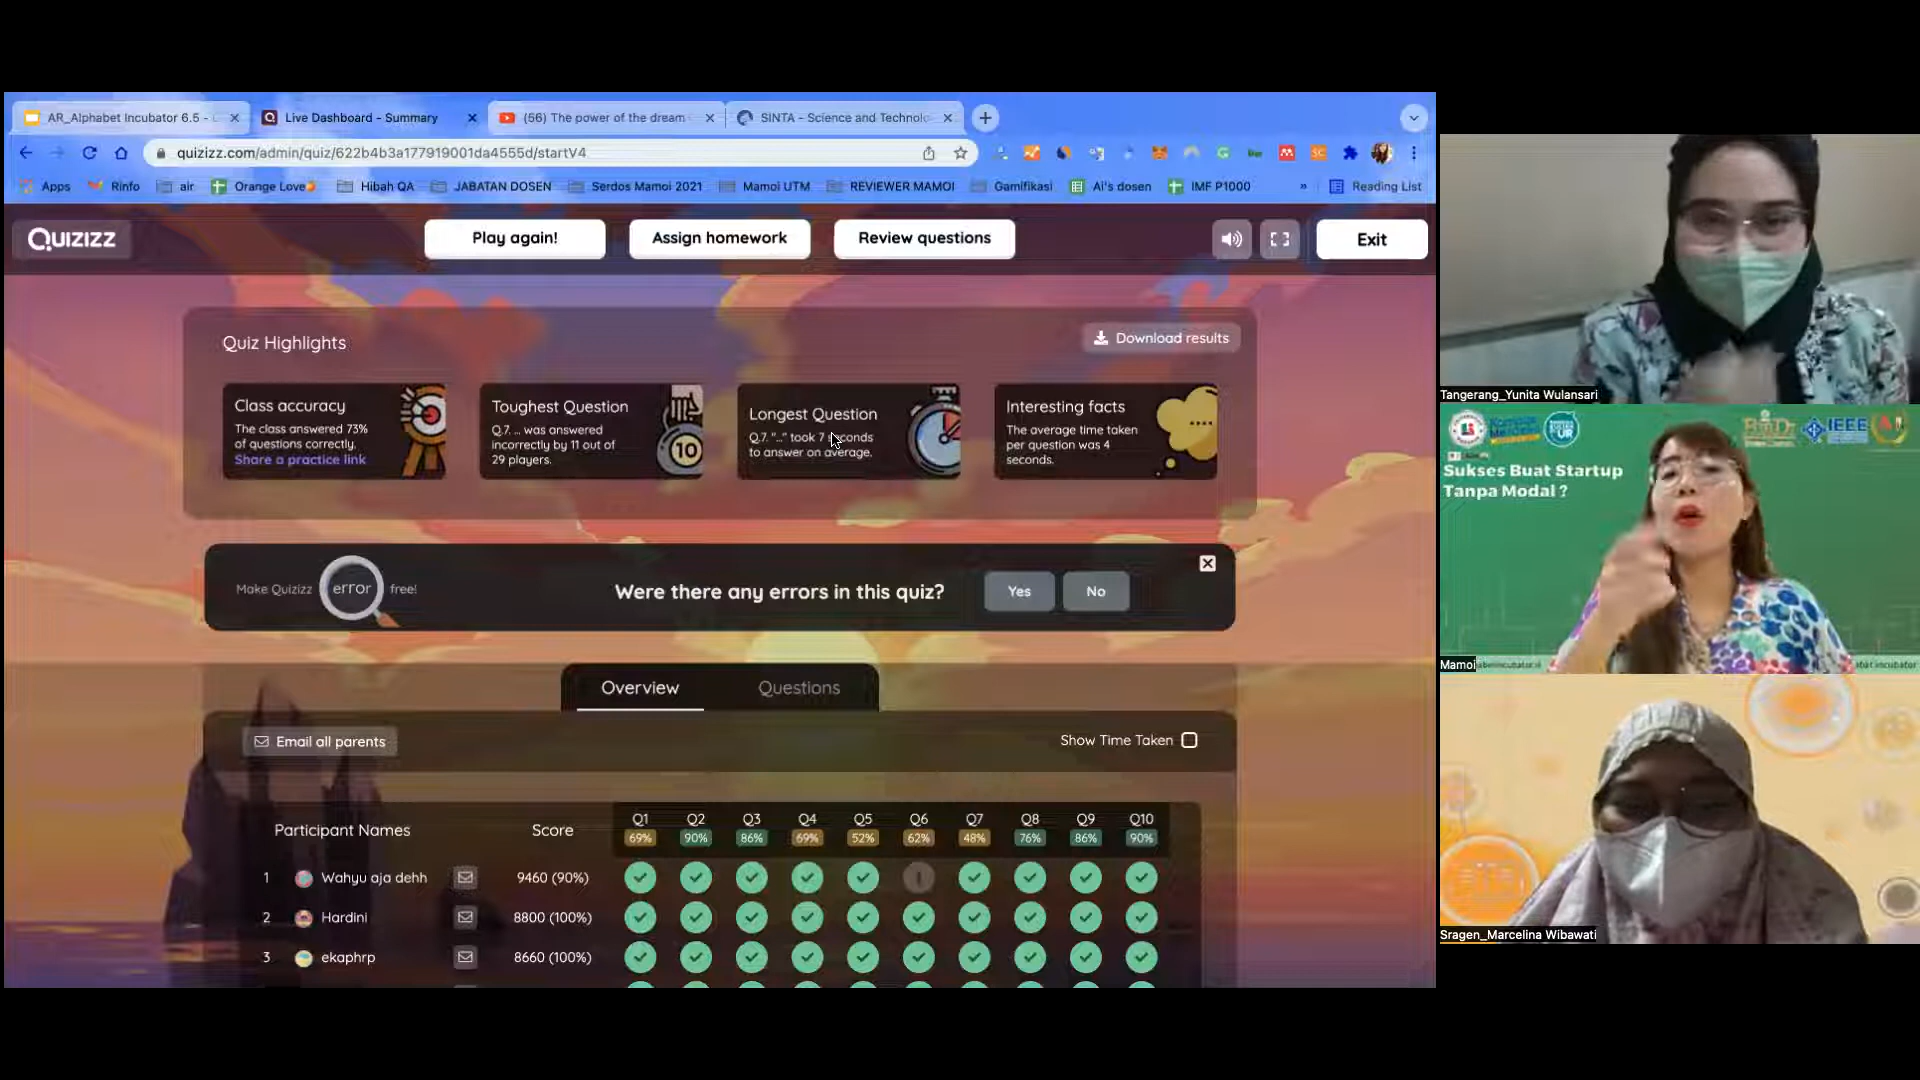 AR_Alphabet Incubator 6.5 -
Live Dashboard - Summary
(56) The power of the dream
SINTA - Science and Technolo
quizizz.com/admin/quiz/622b4b3a177919001da4555d/startV4
Apps
Rinfo
air
Orange Love
Hibah QA
JABATAN DOSEN
Serdos Mamoi 2021
Mamoi UTM
REVIEWER MAMOI
Gamifikasi
Ai's dosen
IMF P1000
»
Reading List
Quizizz
Play again!
Assign homework
Review questions
Exit
Quiz Highlights
Download results
Class accuracy
The class answered 73%
of questions correctly.
Share a practice link
Toughest Question
Q.7. ... was answered
incorrectly by 11 out of
29 players.
10
Longest Question
Q.7. "..." took 7 seconds
to answer on average.
Interesting facts
The average time taken
per question was 4
seconds.
Make Quizizz error free!
Were there any errors in this quiz?
Yes
No
Overview
Questions
Email all parents
Show Time Taken
Participant Names
Score
Q1 Q2 Q3 Q4 Q5 Q6 Q7 Q8 Q9 Q10
69% 90% 86% 69% 52% 62% 48% 76% 86% 90%
1 Wahyu aja dehh 9460 (90%)
2 Hardini 8800 (100%)
3 ekaphrp 8660 (100%)
Tangerang_Yunita Wulansari
IEEE
Sukses Buat Startup
Tanpa Modal ?
Mamoi
Sragen_Marcelina Wibawati